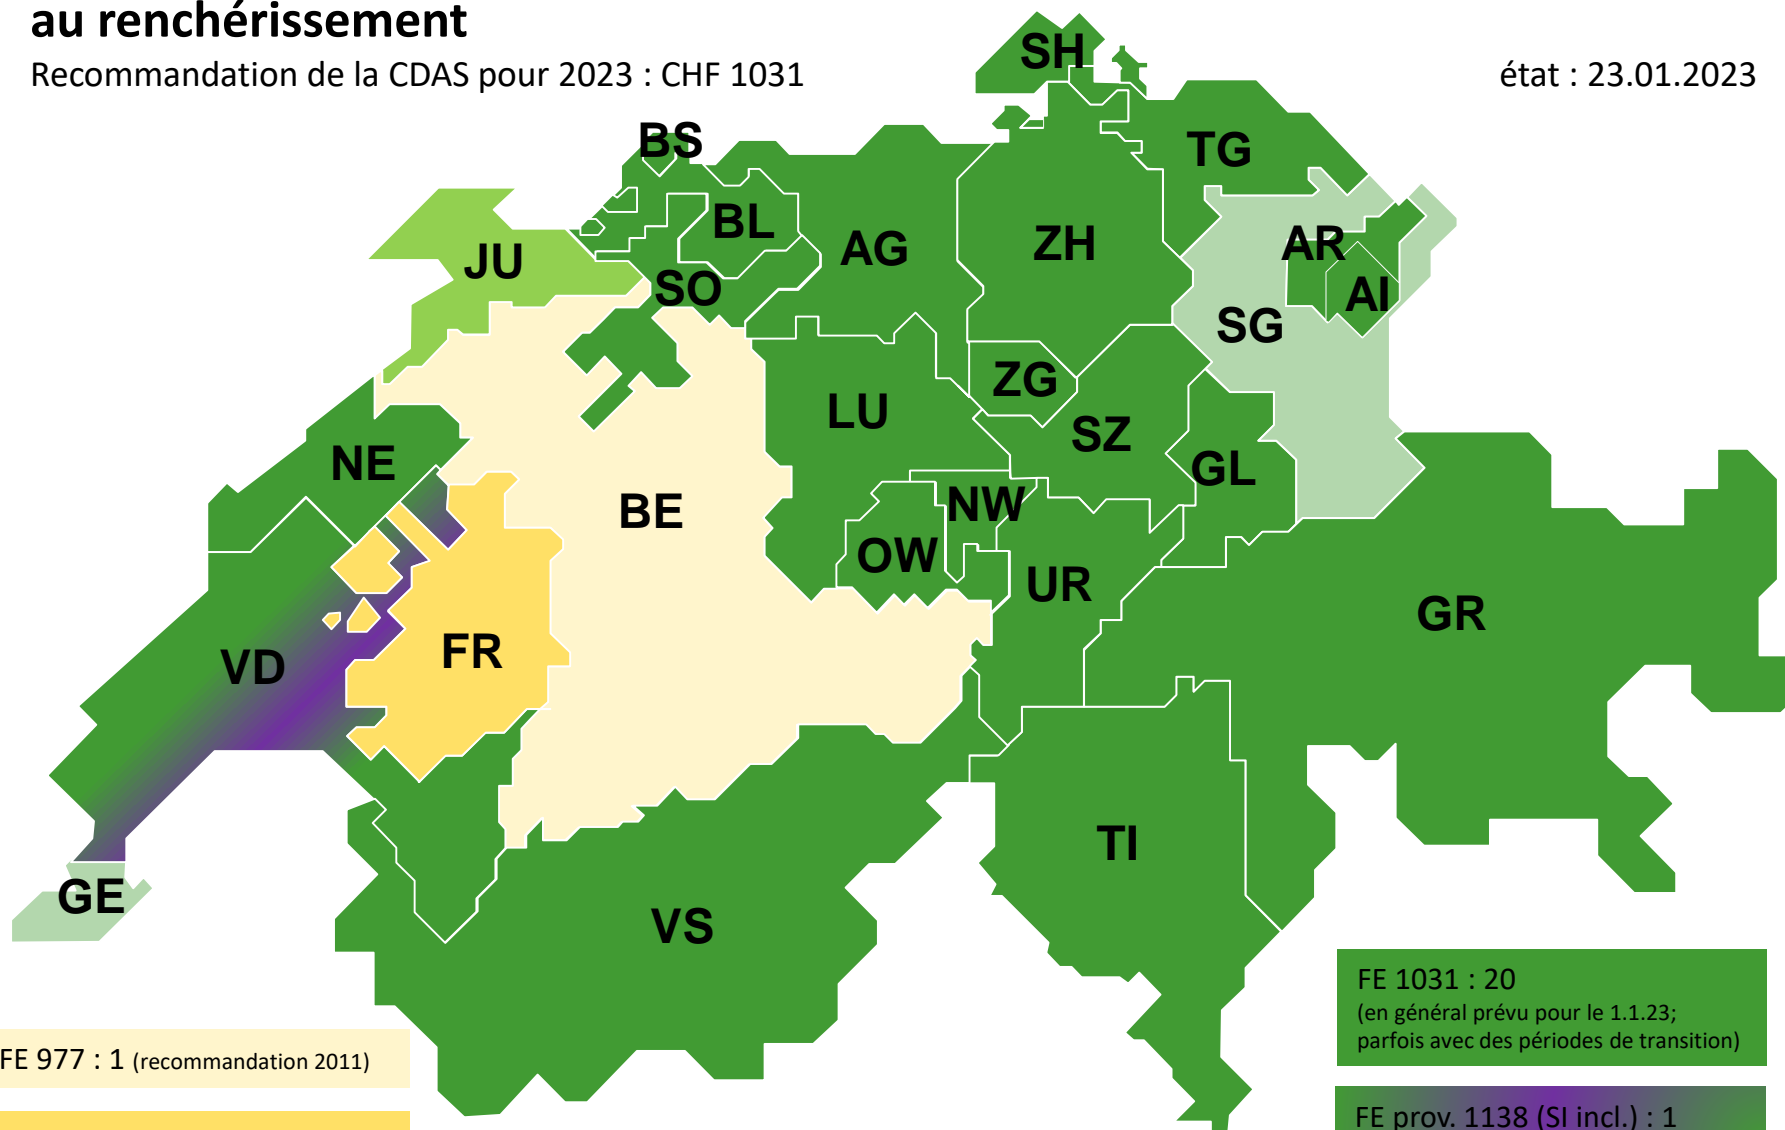 au renchérissement
Recommandation de la CDAS pour 2023 : CHF 1031
état : 23.01.2023
SH
BS
TG
BL
JU
AG
ZH
AR
SO
AI
SG
ZG
LU
SZ
NE
GL
BE
NW
OW
UR
GR
FR
VD
TI
GE
VS
FE 1031 : 20
(en général prévu pour le 1.1.23;
parfois avec des périodes de transition)
FE 977 : 1 (recommandation 2011)
FE prov. 1138 (SI incl.) : 1